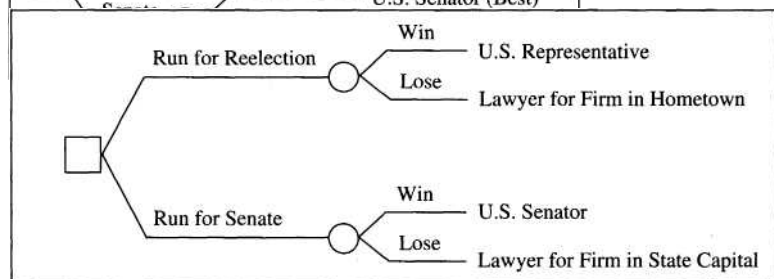 U.S. Senator (Best)
Win
Run for Reelection
U.S. Representative
Lose
Lawyer for Firm in Hometown
Win
Run for Senate
U.S. Senator
Lose
Lawyer for Firm in State Capital